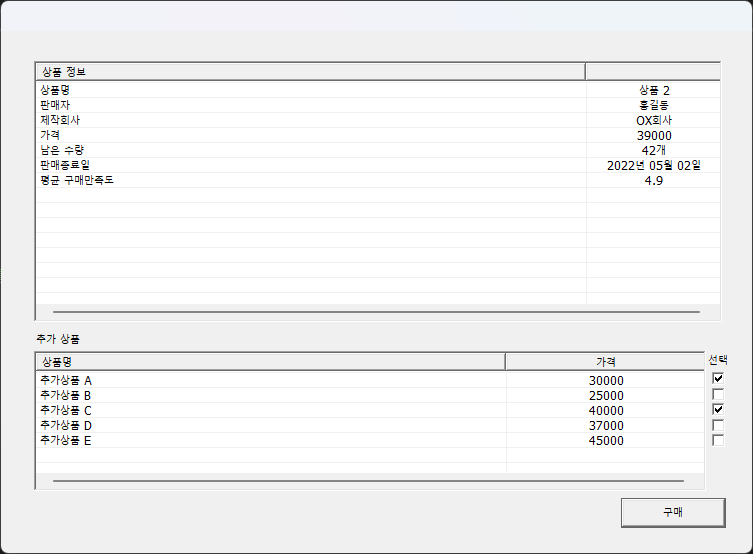 상품 정보
상품명 상품 2
판매자 홍길동
제작회사 OX회사
가격 39000
남은 수량 42개
판매종료일 2022년 05월 02일
평균 구매만족도 4.9
추가 상품
상품명 가격 선택
추가상품 A 30000
추가상품 B 25000
추가상품 C 40000
추가상품 D 37000
추가상품 E 45000
구매